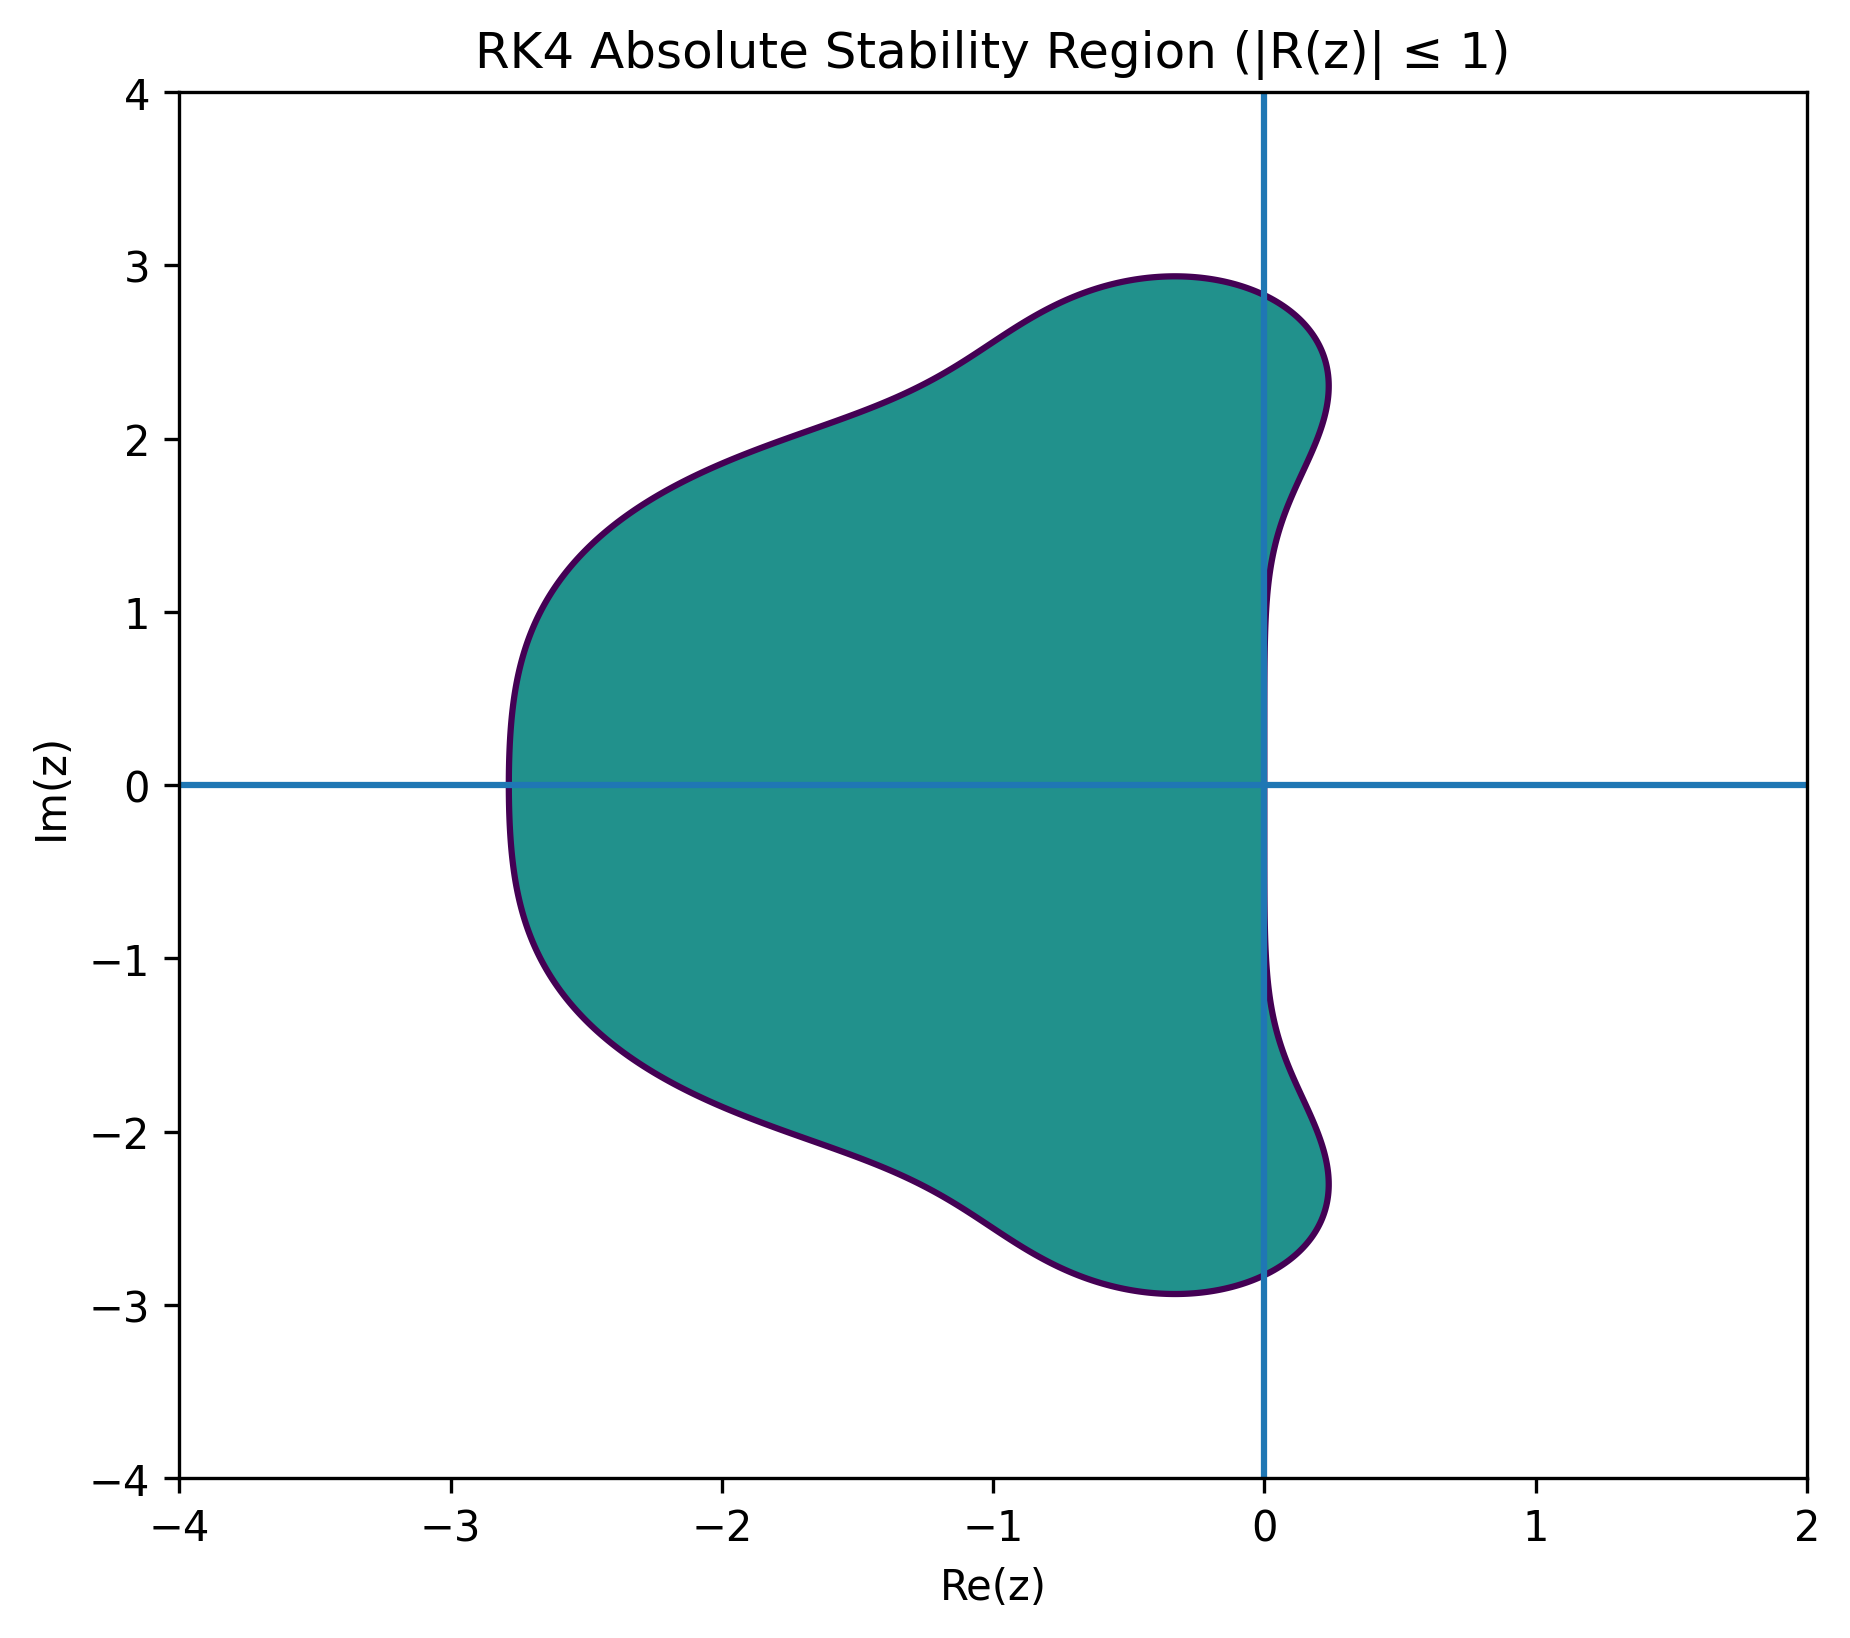 RK4 Absolute Stability Region (|R(z)| ≤ 1)
4
3
2
1
0
−1
−2
−3
−4
Im(z)
−4 −3 −2 −1 0 1 2
Re(z)